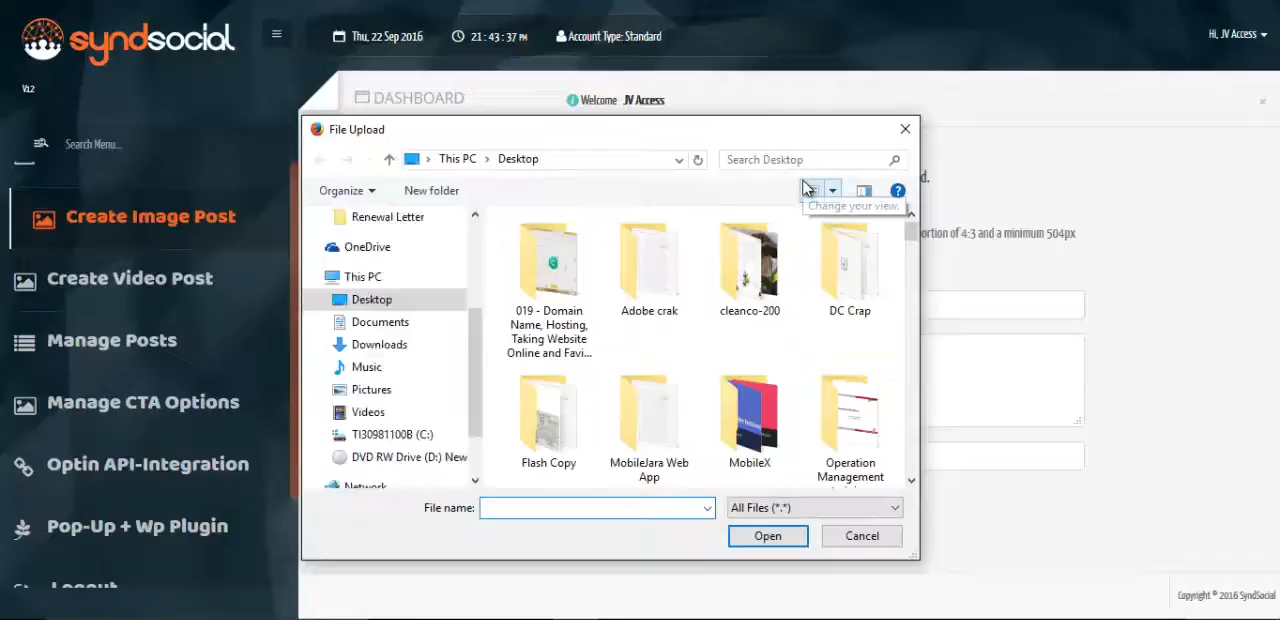 syndsocial
Thu, 22 Sep 2016
21:43:37 PM
Account Type: Standard
Hi, JV Access
V1.2
DASHBOARD
Welcome JV Access
Search Menu...
Create Image Post
Create Video Post
Manage Posts
Manage CTA Options
Optin API-Integration
Pop-Up + Wp Plugin
Logout
File Upload
This PC
Desktop
Search Desktop
Organize
New folder
Change your view.
Renewal Letter
OneDrive
This PC
Desktop
Documents
Downloads
Music
Pictures
Videos
TI30981100B (C:)
DVD RW Drive (D:) New
Network
019 - Domain
Name, Hosting,
Taking Website
Online and Favi...
Adobe crak
cleanco-200
DC Crap
Flash Copy
MobileJara Web
App
MobileX
Operation
Management
File name:
All Files (*.*)
Open
Cancel
d.
ortion of 4:3 and a minimum 504px
Copyright © 2016 SyndSocial